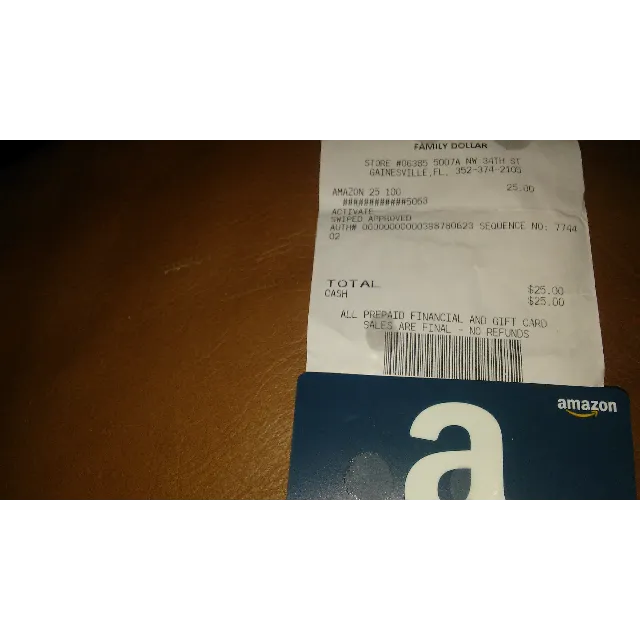 FAMILY DOLLAR
STORE #06385 5007A NW 34TH ST
GAINESVILLE,FL. 352-374-2105
AMAZON 25 100 25.00
############5053
ACTIVATE
SWIPED APPROVED
AUTH# 00000000000388780623 SEQUENCE NO: 7744
02
TOTAL $25.00
CASH $25.00
ALL PREPAID FINANCIAL AND GIFT CARD
SALES ARE FINAL - NO REFUNDS
amazon
a